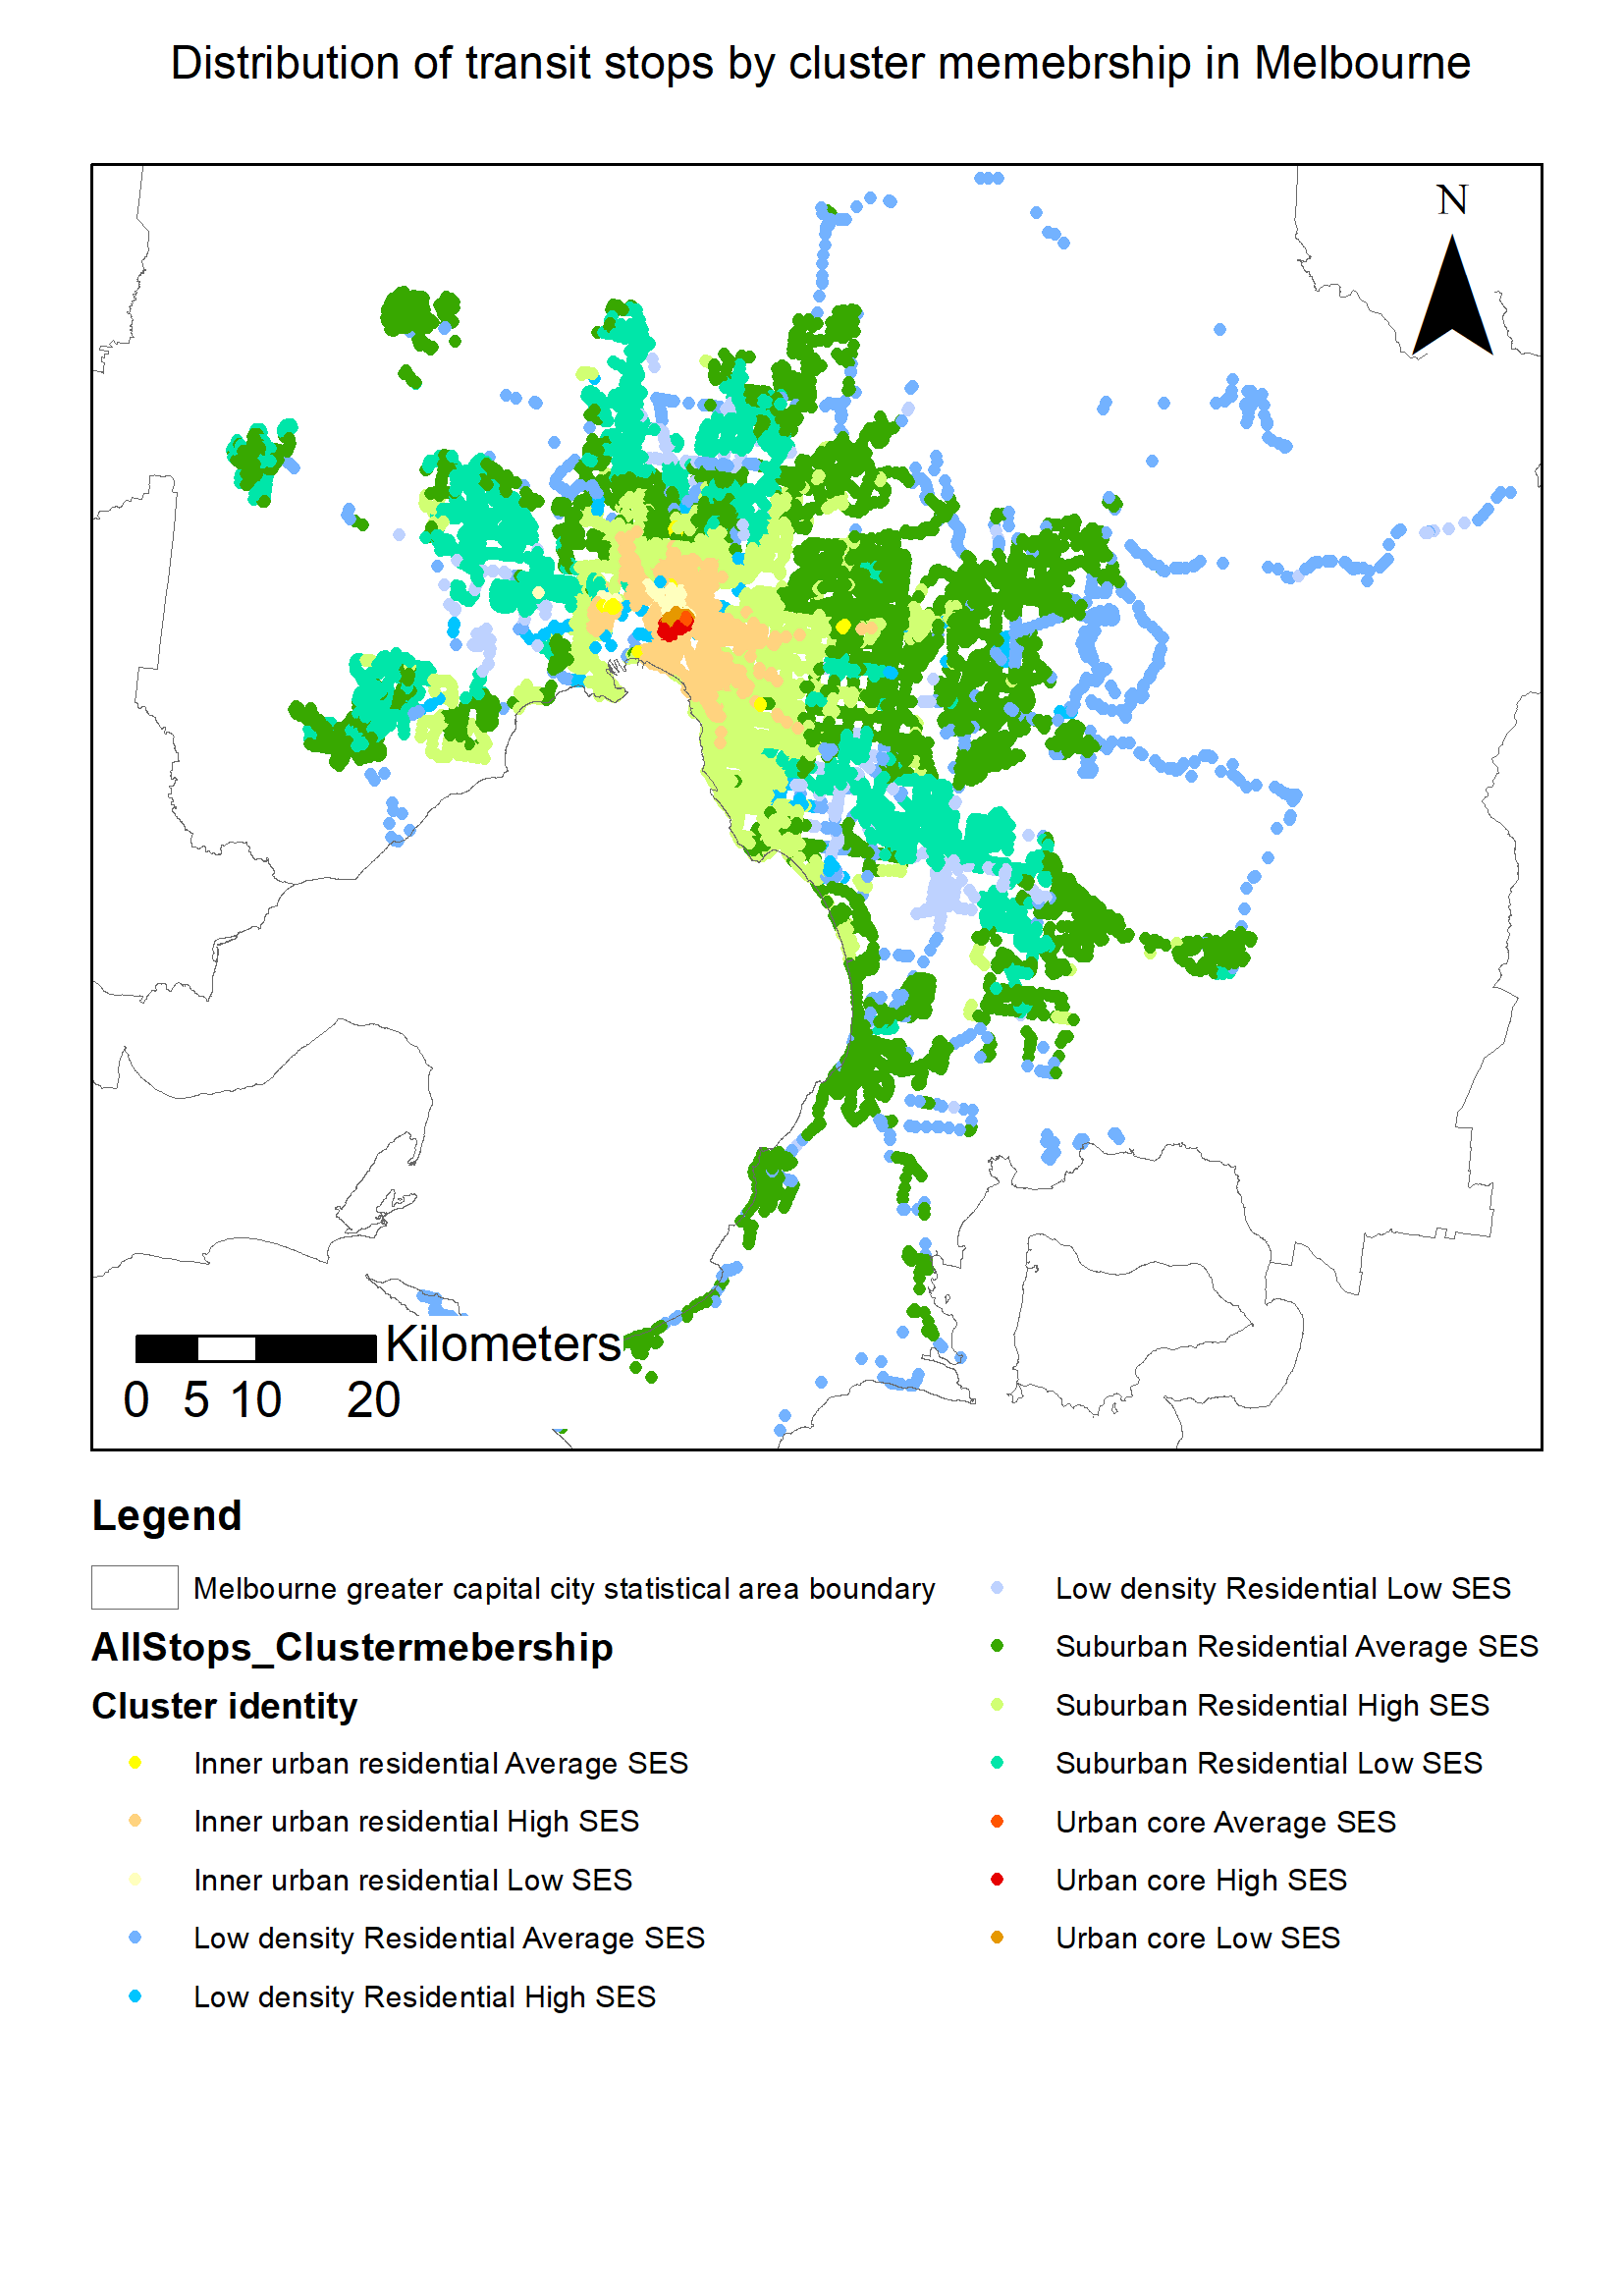 Distribution of transit stops by cluster memebrship in Melbourne
N
Kilometers
0 5 10 20
Legend
Melbourne greater capital city statistical area boundary
AllStops_Clustermebership
Cluster identity
Inner urban residential Average SES
Inner urban residential High SES
Inner urban residential Low SES
Low density Residential Average SES
Low density Residential High SES
Low density Residential Low SES
Suburban Residential Average SES
Suburban Residential High SES
Suburban Residential Low SES
Urban core Average SES
Urban core High SES
Urban core Low SES